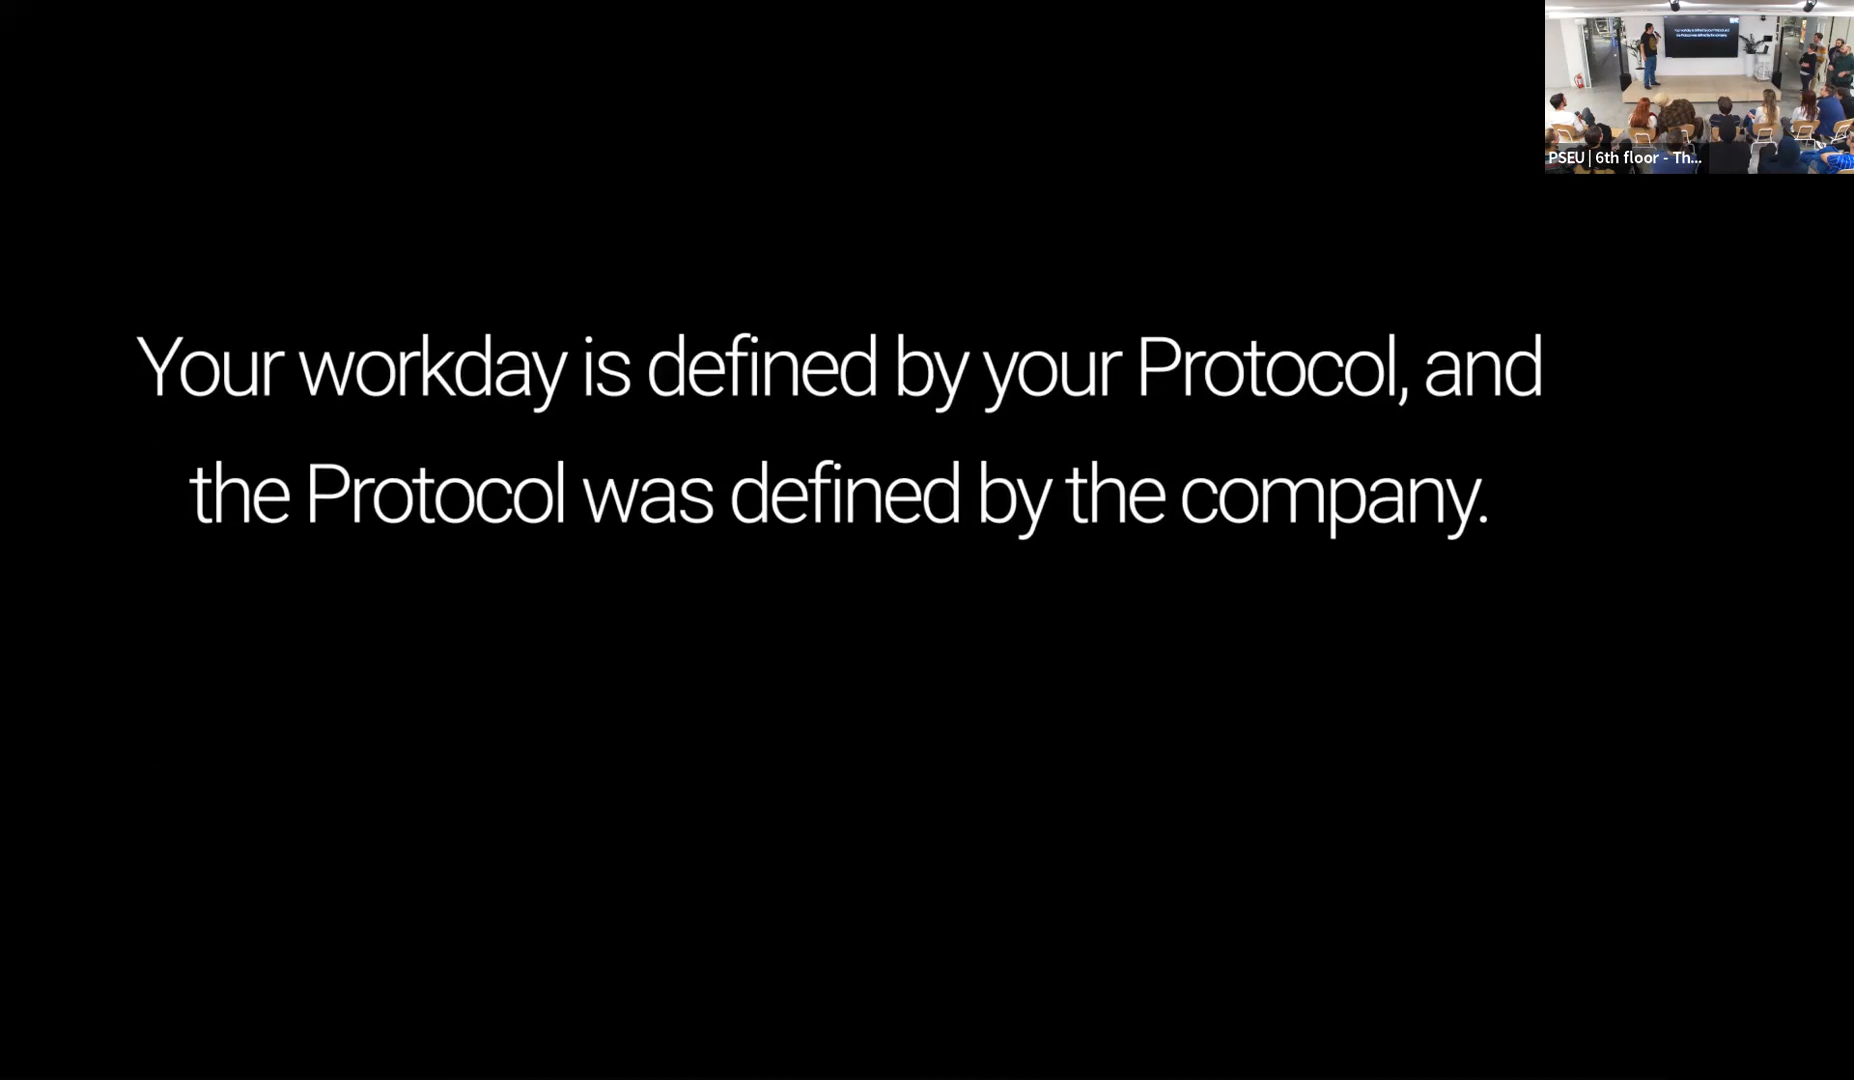 Your workday is defined by your Protocol, and
the Protocol was defined by the company.
PSEU | 6th floor - Th...